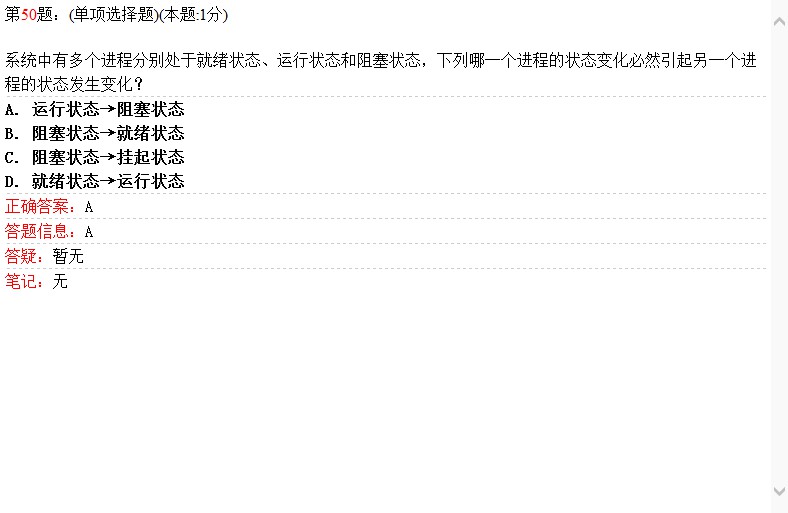 第50题：(单项选择题)(本题:1分)
系统中有多个进程分别处于就绪状态、运行状态和阻塞状态，下列哪一个进程的状态变化必然引起另一个进
程的状态发生变化？
A. 运行状态→阻塞状态
B. 阻塞状态→就绪状态
C. 阻塞状态→挂起状态
D. 就绪状态→运行状态
正确答案：A
答题信息：A
答疑：暂无
笔记：无